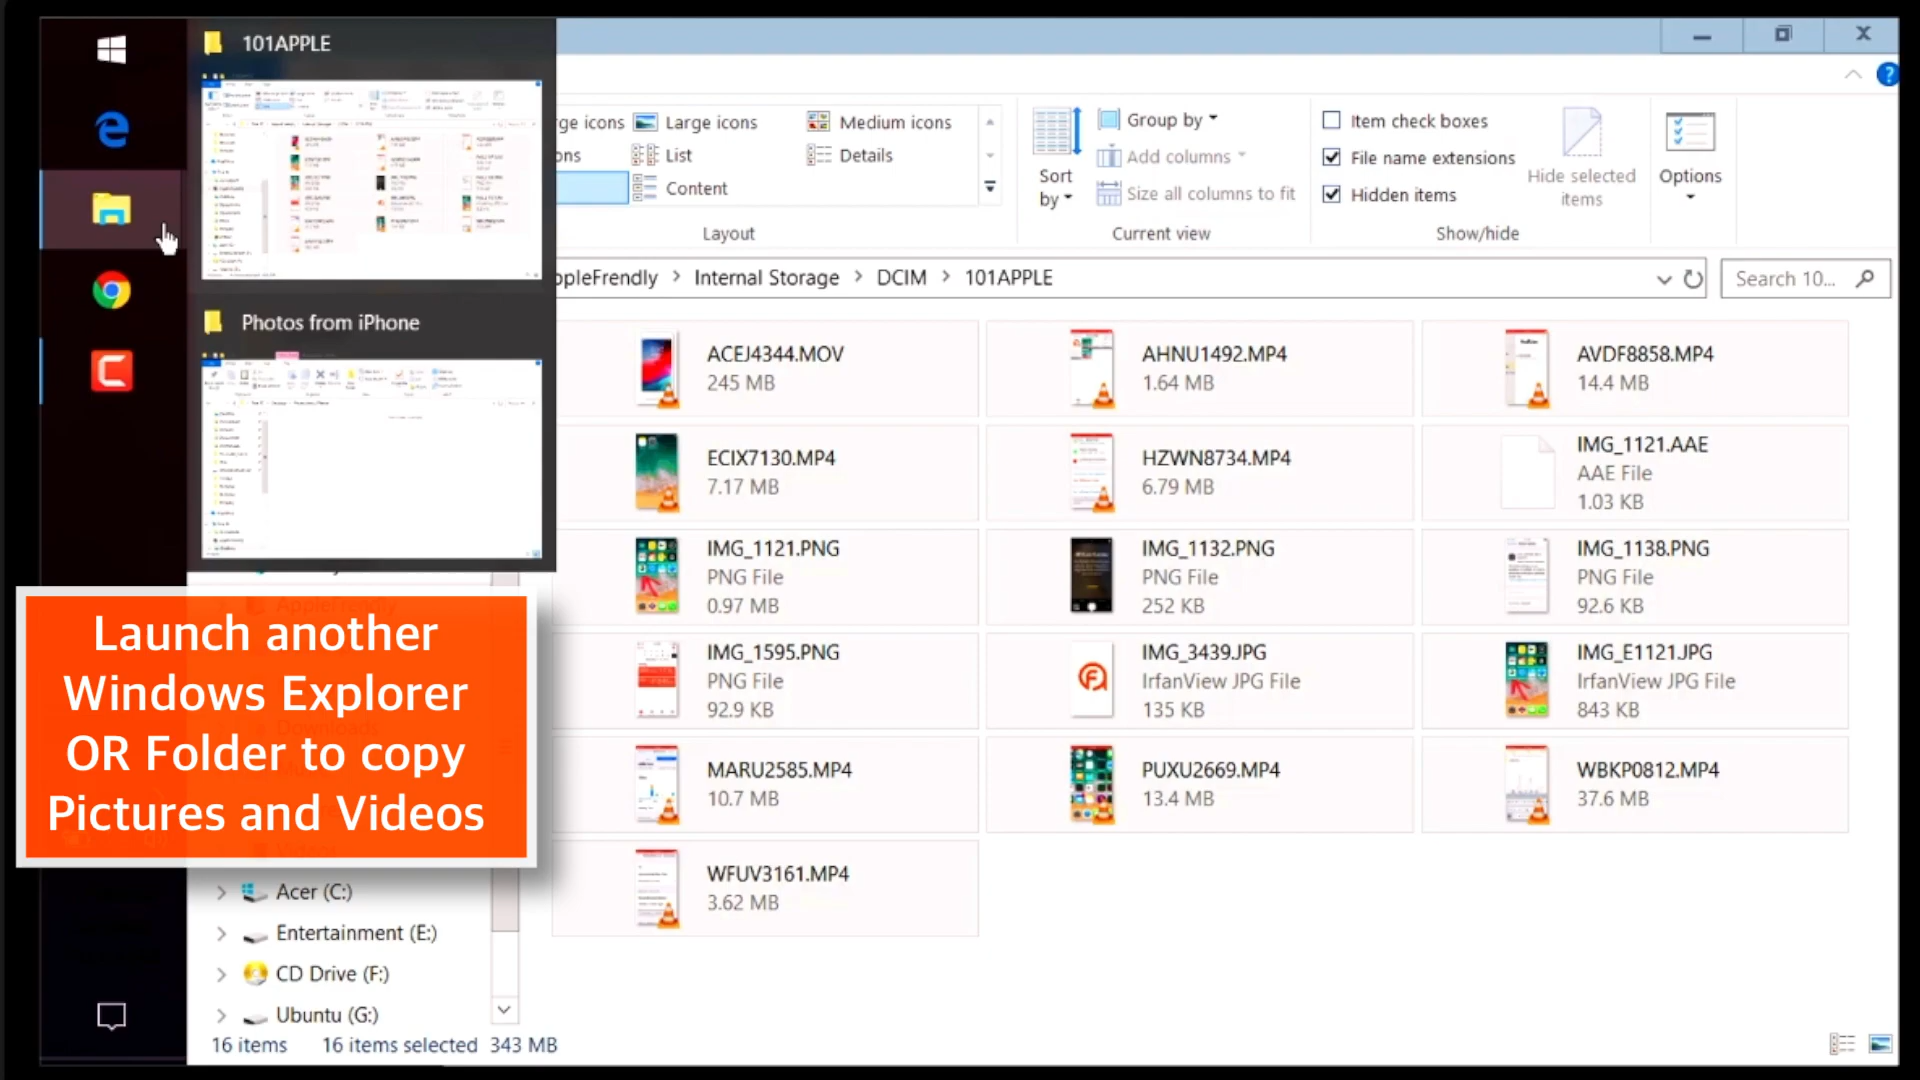 101APPLE
Photos from iPhone
ge icons
Large icons
Medium icons
ons
List
Details
Content
Layout
Sort
by
Group by
Add columns
Size all columns to fit
Current view
Item check boxes
File name extensions
Hidden items
Hide selected
items
Show/hide
Options
?
ppleFrendly > Internal Storage > DCIM > 101APPLE
Search 10...
ACEJ4344.MOV
245 MB
AHNU1492.MP4
1.64 MB
AVDF8858.MP4
14.4 MB
ECIX7130.MP4
7.17 MB
HZWN8734.MP4
6.79 MB
IMG_1121.AAE
AAE File
1.03 KB
IMG_1121.PNG
PNG File
0.97 MB
IMG_1132.PNG
PNG File
252 KB
IMG_1138.PNG
PNG File
92.6 KB
IMG_1595.PNG
PNG File
92.9 KB
IMG_3439.JPG
IrfanView JPG File
135 KB
IMG_E1121.JPG
IrfanView JPG File
843 KB
MARU2585.MP4
10.7 MB
PUXU2669.MP4
13.4 MB
WBKP0812.MP4
37.6 MB
WFUV3161.MP4
3.62 MB
AppleFrendly
Launch another
Windows Explorer
OR Folder to copy
Pictures and Videos
Downloads
Acer (C:)
Entertainment (E:)
CD Drive (F:)
Ubuntu (G:)
16 items
16 items selected 343 MB